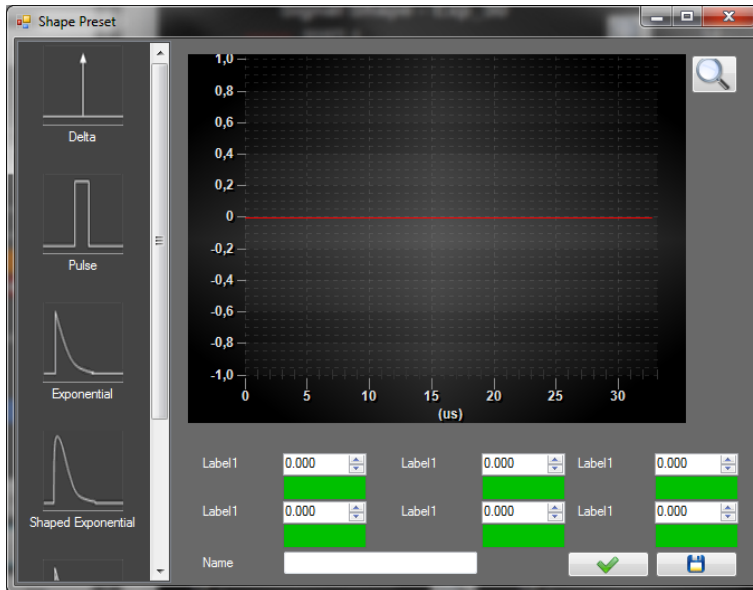 Shape Preset
Delta
Pulse
Exponential
Shaped Exponential
1,0
0,8
0,6
0,4
0,2
0
-0,2
-0,4
-0,6
-0,8
-1,0
0 5 10 15 20 25 30
(us)
Label1 0.000 Label1 0.000 Label1 0.000
Label1 0.000 Label1 0.000 Label1 0.000
Name